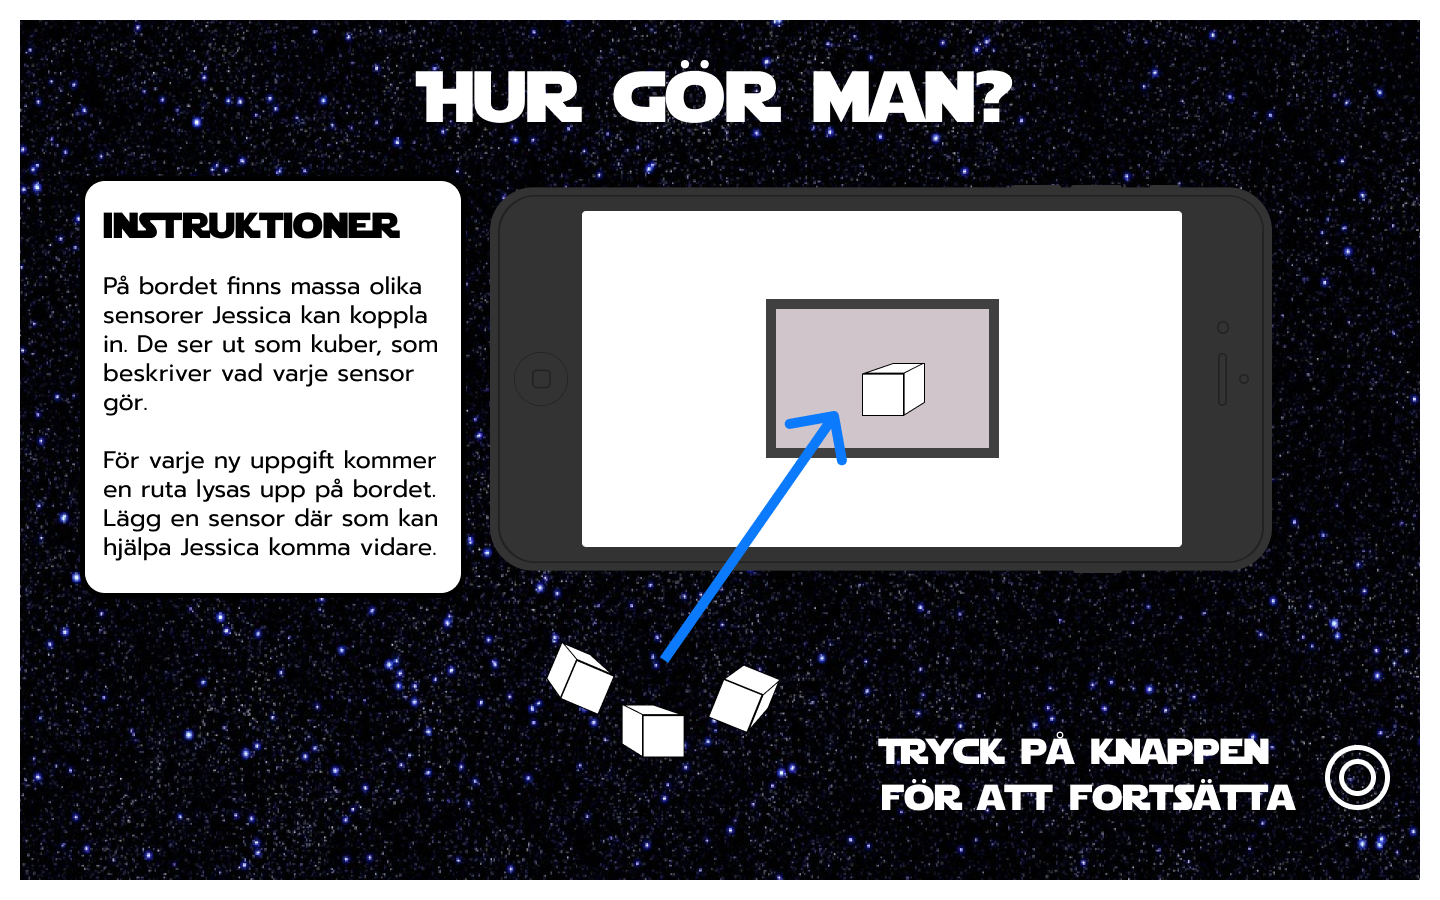 HUR GÖR MAN?
INSTRUKTIONER
På bordet finns massa olika
sensorer Jessica kan koppla
in. De ser ut som kuber, som
beskriver vad varje sensor
gör.
För varje ny uppgift kommer
en ruta lysas upp på bordet.
Lägg en sensor där som kan
hjälpa Jessica komma vidare.
TRYCK PÅ KNAPPEN
FÖR ATT FORTSÄTTA